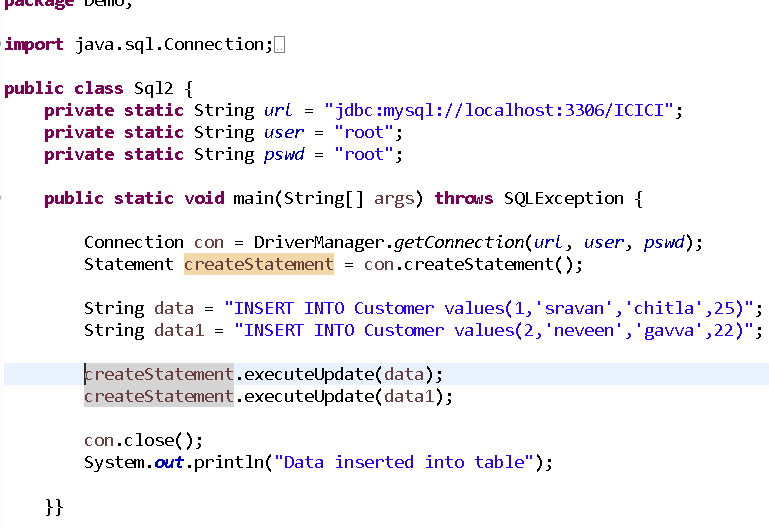 package Demo;
import java.sql.Connection;
public class Sql2 {
private static String url = "jdbc:mysql://localhost:3306/ICICI";
private static String user = "root";
private static String pswd = "root";
public static void main(String[] args) throws SQLException {
Connection con = DriverManager.getConnection(url, user, pswd);
Statement createStatement = con.createStatement();
String data = "INSERT INTO Customer values(1,'sravan','chitla',25)";
String data1 = "INSERT INTO Customer values(2,'neveen','gavva',22)";
createStatement.executeUpdate(data);
createStatement.executeUpdate(data1);
con.close();
System.out.println("Data inserted into table");
}}